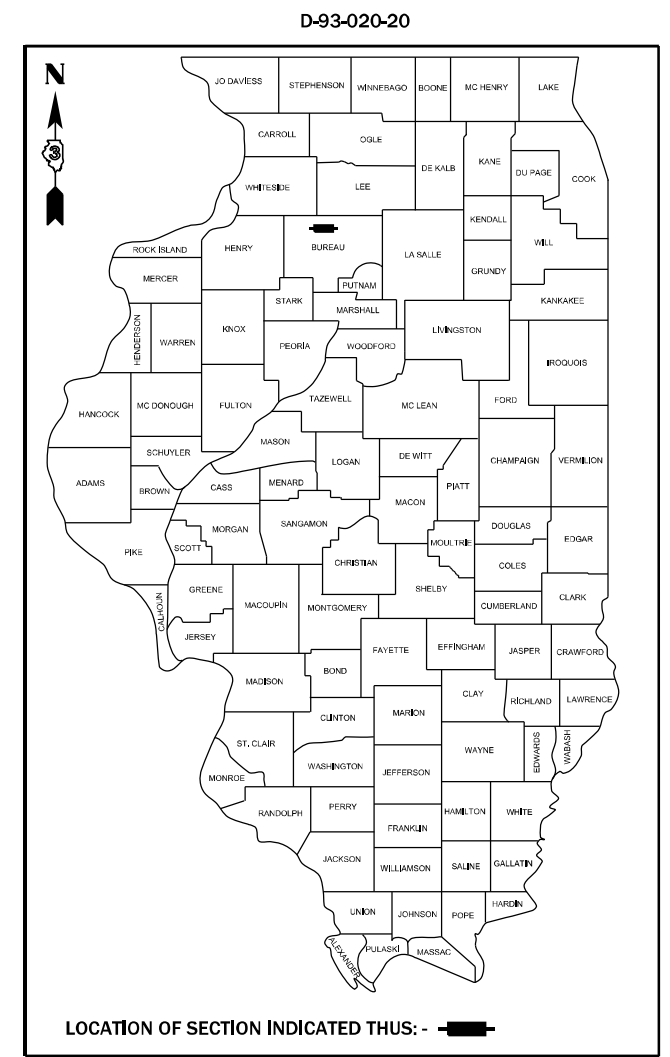 D-93-020-20
N
3
JO DAVIESS STEPHENSON WINNEBAGO BOONE MC HENRY LAKE
CARROLL OGLE DE KALB KANE DU PAGE COOK
WHITESIDE LEE
KENDALL WILL
ROCK ISLAND HENRY BUREAU LA SALLE GRUNDY
MERCER PUTNAM
STARK MARSHALL KANKAKEE
HENDERSON WARREN KNOX PEORIA WOODFORD LIVINGSTON
IROQUOIS
HANCOCK MC DONOUGH FULTON TAZEWELL MC LEAN FORD
SCHUYLER MASON LOGAN DE WITT CHAMPAIGN VERMILION
ADAMS BROWN CASS MENARD PIATT
MACON
PIKE SCOTT MORGAN SANGAMON MOULTRIE DOUGLAS EDGAR
CHRISTIAN COLES
CALHOUN GREENE MACOUPIN MONTGOMERY SHELBY CUMBERLAND CLARK
JERSEY
FAYETTE EFFINGHAM JASPER CRAWFORD
MADISON BOND
CLAY RICHLAND LAWRENCE
CLINTON MARION
ST. CLAIR WAYNE EDWARDS WABASH
MONROE WASHINGTON JEFFERSON
RANDOLPH PERRY HAMILTON WHITE
FRANKLIN
JACKSON WILLIAMSON SALINE GALLATIN
UNION JOHNSON POPE HARDIN
ALEXANDER PULASKI MASSAC
LOCATION OF SECTION INDICATED THUS: -